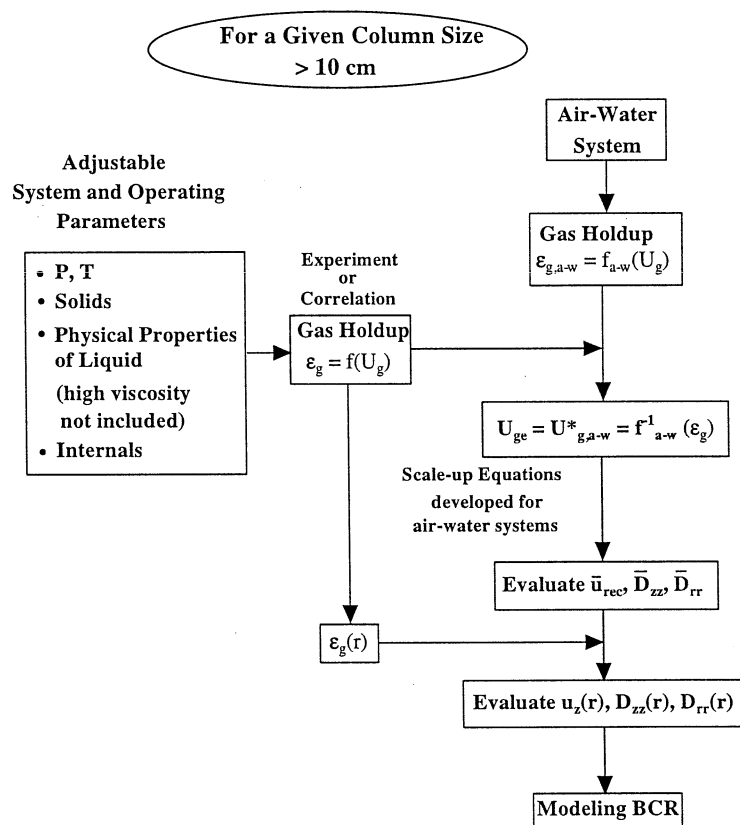 For a Given Column Size
> 10 cm
Air-Water
System
Adjustable
System and Operating
Parameters
• P, T
• Solids
• Physical Properties
of Liquid
(high viscosity
not included)
• Internals
Experiment
or
Correlation
Gas Holdup
εg = f(Ug)
Gas Holdup
εg,a-w = fa-w(Ug)
Uge = U*g,a-w = f⁻¹a-w (εg)
Scale-up Equations
developed for
air-water systems
Evaluate ūrec, D̄zz, D̄rr
εg(r)
Evaluate uz(r), Dzz(r), Drr(r)
Modeling BCR